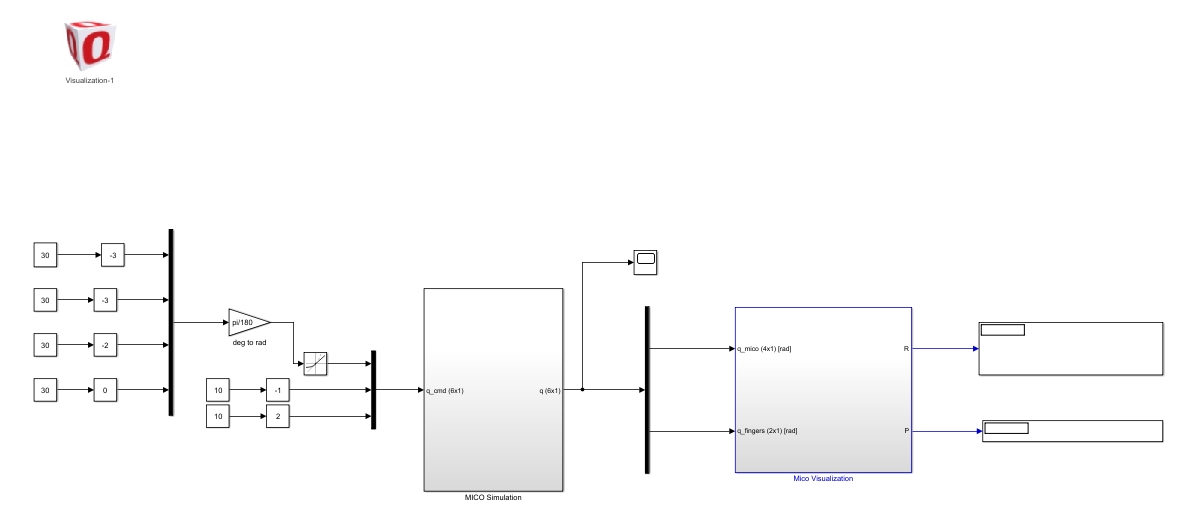 Q
Visualization-1
30
-3
30
-3
30
-2
30
0
pi/180
deg to rad
10
-1
10
2
q_cmd (6x1)
q (6x1)
MICO Simulation
q_mico (4x1) [rad]
R
q_fingers (2x1) [rad]
P
Mico Visualization